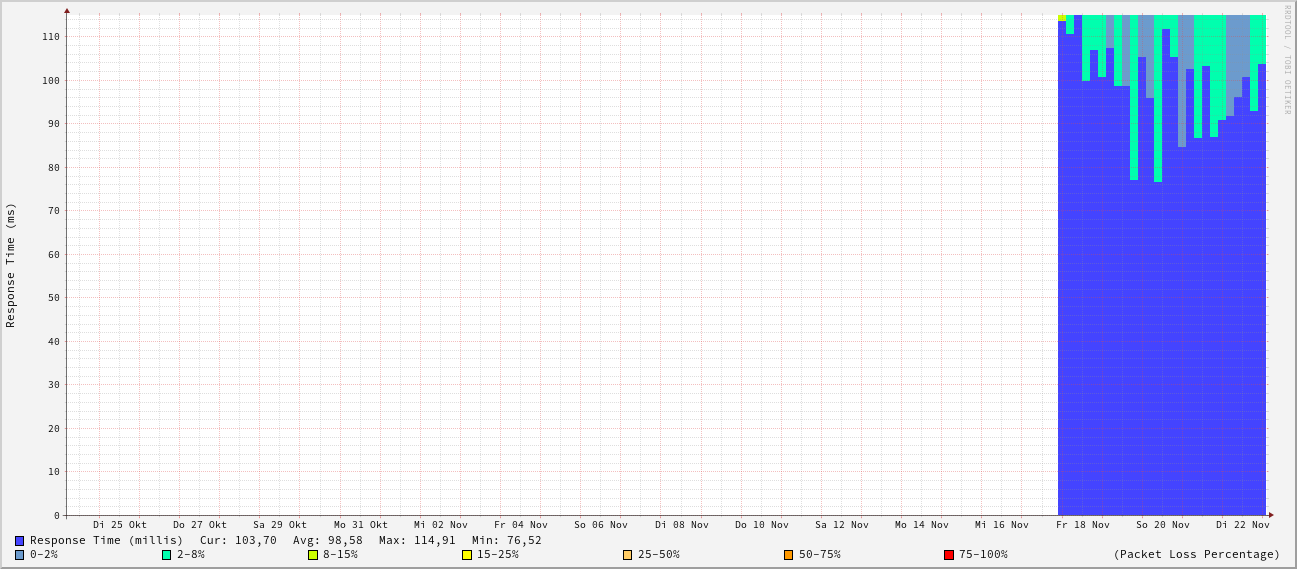 RRDTOOL / TOBI OETIKER
Response Time (ms)
110
100
90
80
70
60
50
40
30
20
10
0
Di 25 Okt Do 27 Okt Sa 29 Okt Mo 31 Okt Mi 02 Nov Fr 04 Nov So 06 Nov Di 08 Nov Do 10 Nov Sa 12 Nov Mo 14 Nov Mi 16 Nov Fr 18 Nov So 20 Nov Di 22 Nov
Response Time (millis) Cur: 103,70 Avg: 98,58 Max: 114,91 Min: 76,52
0-2% 2-8% 8-15% 15-25% 25-50% 50-75% 75-100% (Packet Loss Percentage)